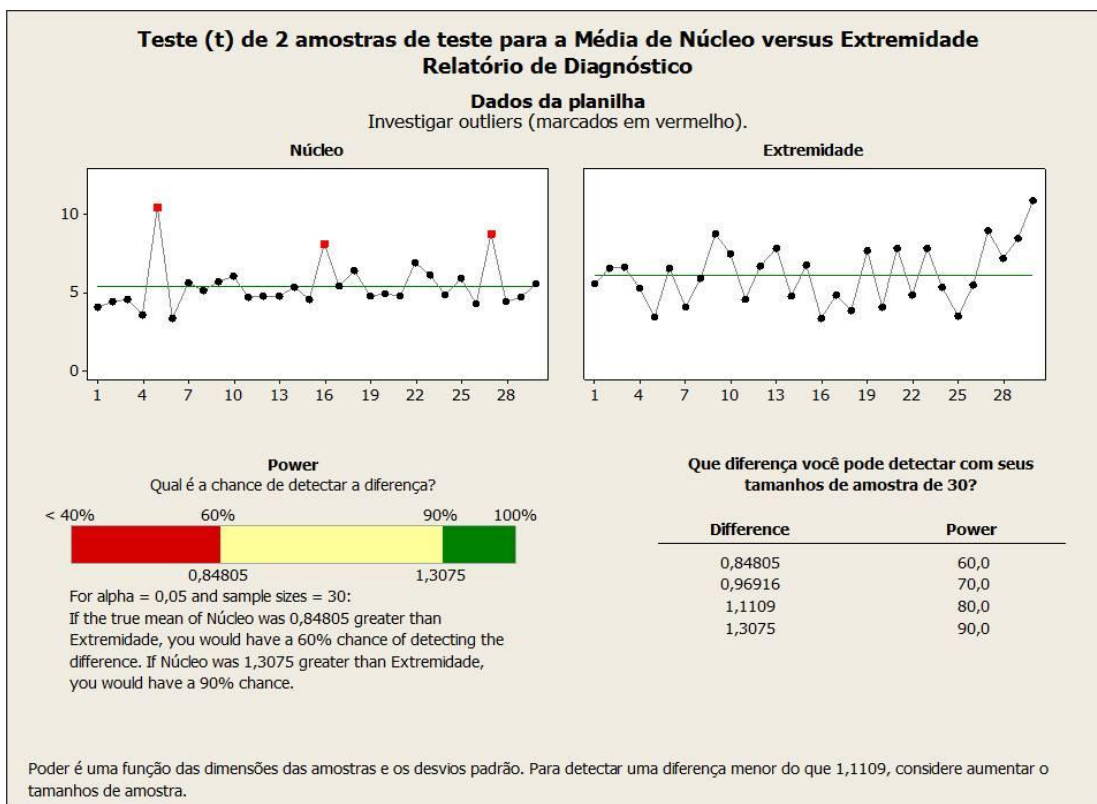 Teste (t) de 2 amostras de teste para a Média de Núcleo versus Extremidade
Relatório de Diagnóstico
Dados da planilha
Investigar outliers (marcados em vermelho).
Núcleo
Extremidade
10
5
0
1 4 7 10 13 16 19 22 25 28
1 4 7 10 13 16 19 22 25 28
Power
Qual é a chance de detectar a diferença?
< 40% 60% 90% 100%
0,84805 1,3075
For alpha = 0,05 and sample sizes = 30:
If the true mean of Núcleo was 0,84805 greater than
Extremidade, you would have a 60% chance of detecting the
difference. If Núcleo was 1,3075 greater than Extremidade,
you would have a 90% chance.
Que diferença você pode detectar com seus
tamanhos de amostra de 30?
Difference Power
0,84805 60,0
0,96916 70,0
1,1109 80,0
1,3075 90,0
Poder é uma função das dimensões das amostras e os desvios padrão. Para detectar uma diferença menor do que 1,1109, considere aumentar o
tamanhos de amostra.